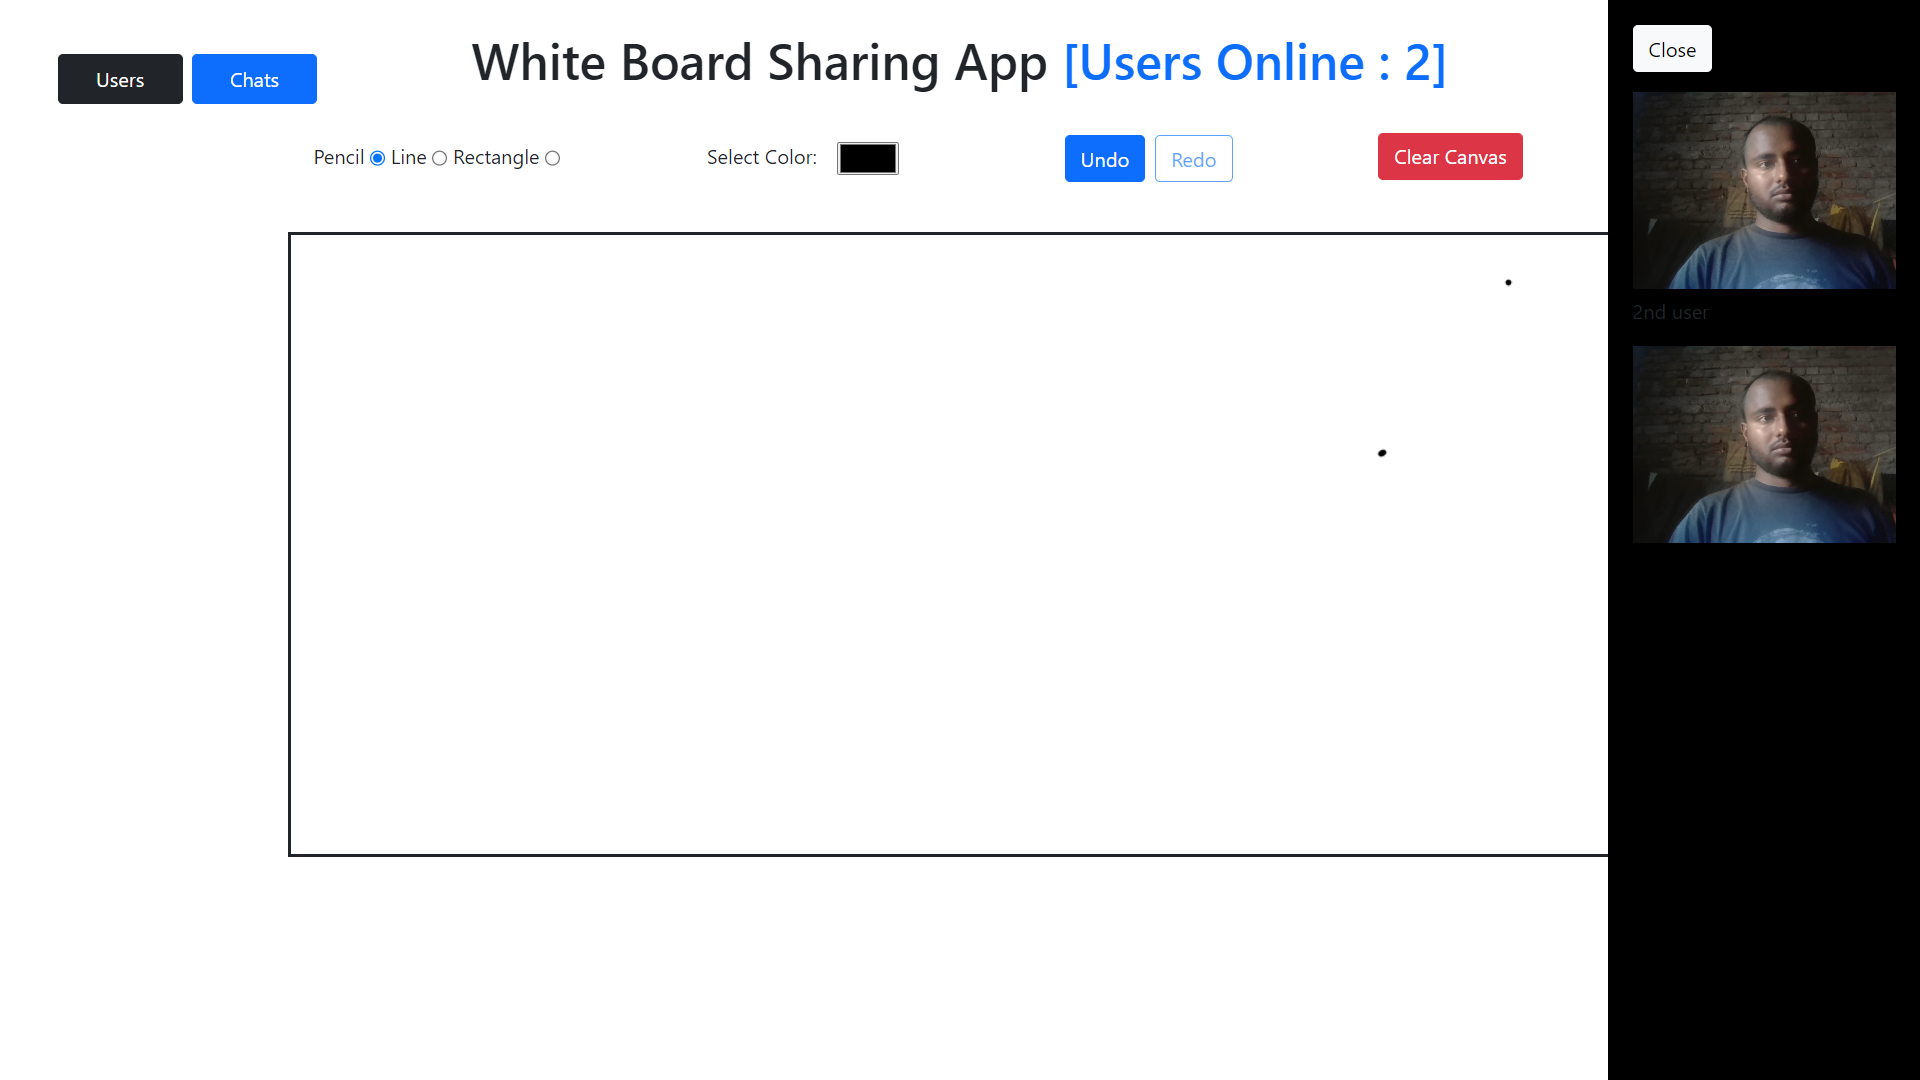 Users
Chats
White Board Sharing App [Users Online : 2]
Close
Pencil Line Rectangle
Select Color:
Undo
Redo
Clear Canvas
2nd user